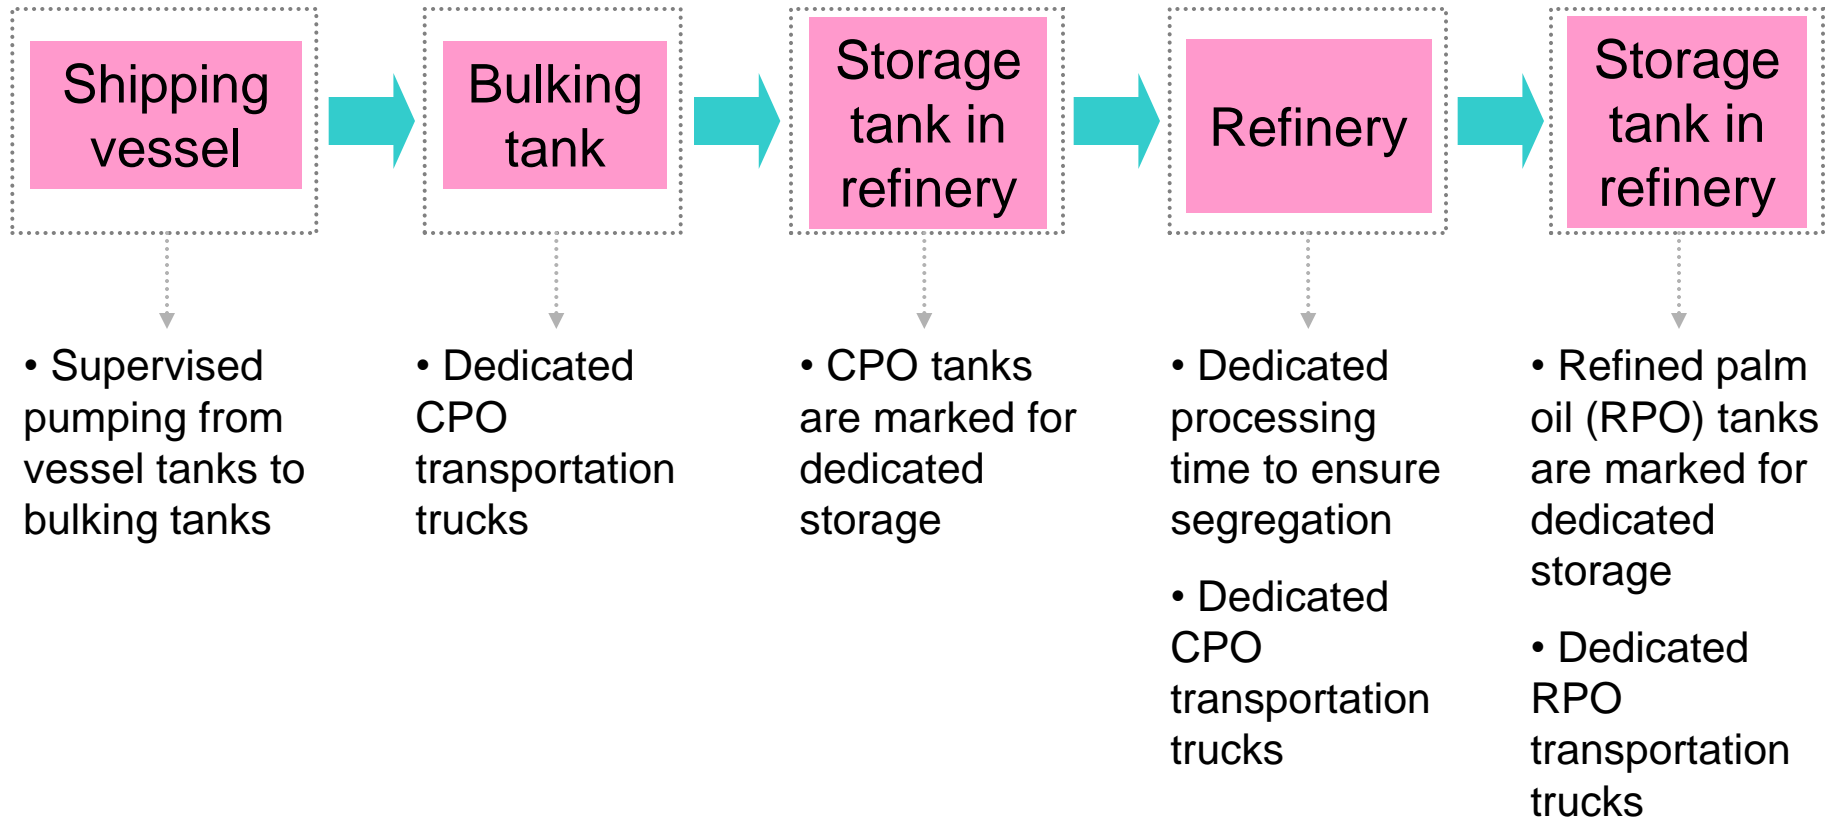 Shipping
vessel
Bulking
tank
Storage
tank in
refinery
Refinery
Storage
tank in
refinery
• Supervised
pumping from
vessel tanks to
bulking tanks
• Dedicated
CPO
transportation
trucks
• CPO tanks
are marked for
dedicated
storage
• Dedicated
processing
time to ensure
segregation
• Dedicated
CPO
transportation
trucks
• Refined palm
oil (RPO) tanks
are marked for
dedicated
storage
• Dedicated
RPO
transportation
trucks